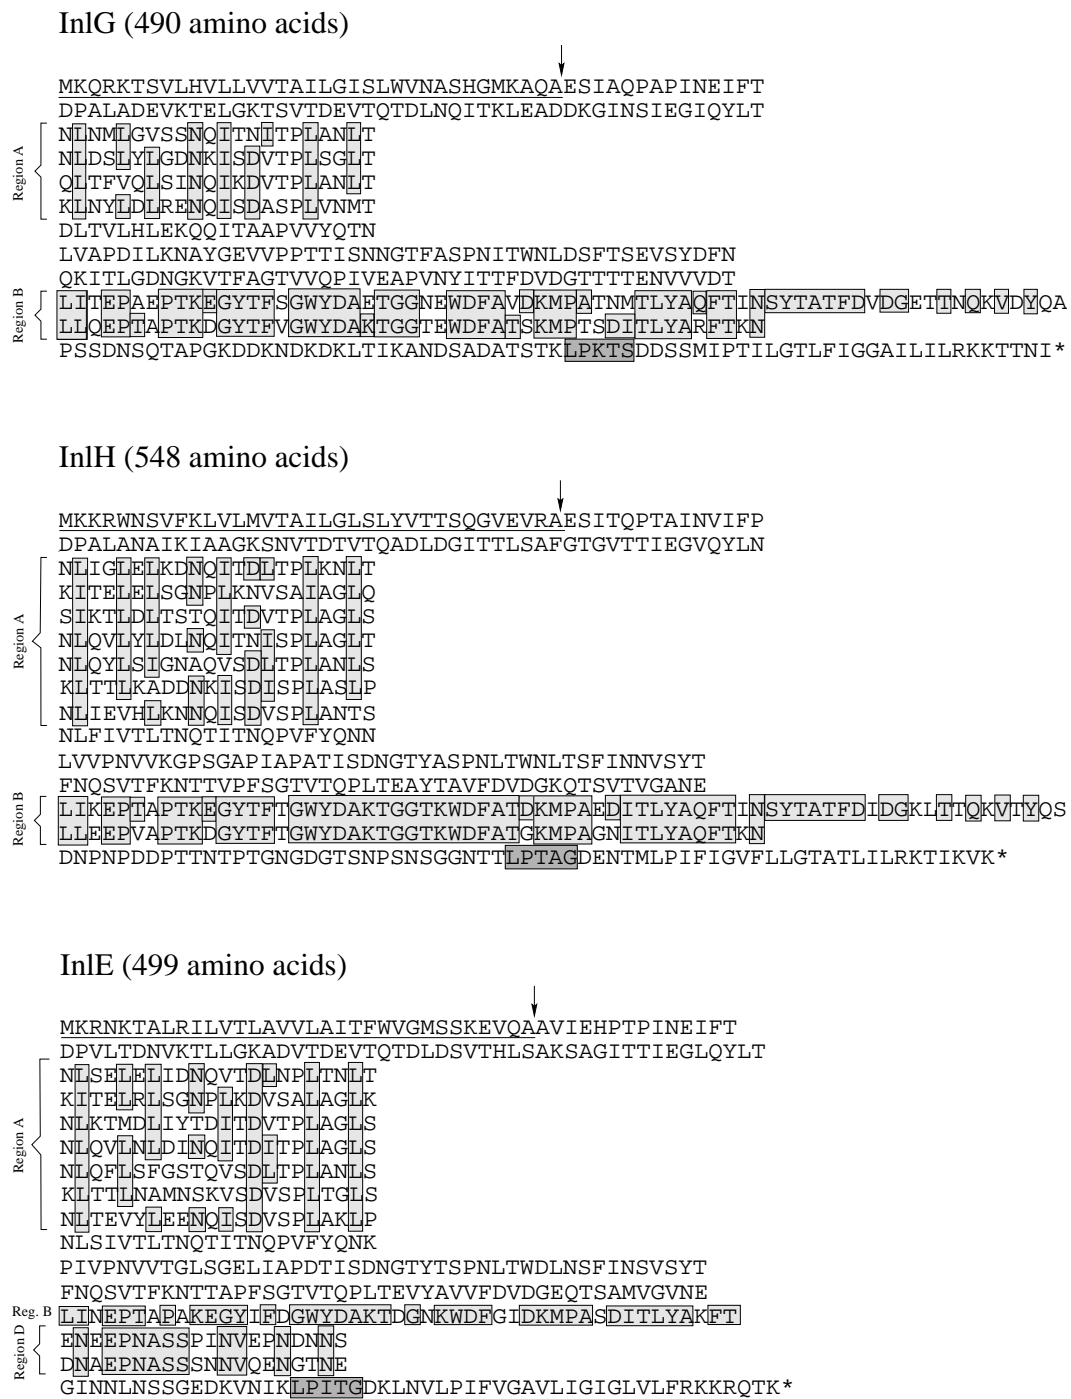 InlG (490 amino acids)
MKQRKTSVLHVLLVVTAILGISLWVNASHGMKAQAESIAQPAPINEIFT
DPALADEVKTELGKTSVTDEVTQTDLNQITKLEADDKGINSIEGIQYLT
Region A
NLNMLGVSSNQITNITPLANLT
NLDSLYLGDNKISDVTPLSGLT
QLTFVQLSINQIKDVTPLANLT
KLNYLDLRENQISDASPLVNMT
DLTVLHLEKQQITAAPVVYQTN
LVAPDILKNAYGEVVPPTTISNNGTFASPNITWNLDSFTSEVSYDFN
QKITLGDNGKVTFAGTVVQPIVEAPVNYITTFDVDGTTTTENVVVDT
Region B
LITEPAEPTKEGYTFSGWYDAETGGNEWDFAVDKMPATNMTLYAQFTINSYTATFDVDGETTNQKVDYQA
LLQEPTAPTKDGYTFVGWYDAKTGGTEWDFATSKMPTSDITLYARFTKN
PSSDNSQTAPGKDDKNDKDKLTIKANDSADATSTKLPKTSDDSSMIPTILGTLFIGGAILILRKKTTNI*
InlH (548 amino acids)
MKKRWNSVFKLVLMVTAILGLSLYVTTSQGVEVRAESITQPTAINVIFP
DPALANAIKIAAGKSNVTDTVTQADLDGITTLSAFGTGVTTIEGVQYLN
Region A
NLIGLELKDNQITDLTPLKNLT
KITELELSGNPLKNVSAIAGLQ
SIKTLDLTSTQITDVTPLAGLS
NLQVLYLDLNQITNISPLAGLT
NLQYLSIGNAQVSDLTPLANLS
KLTTLKADDNKISDISPLASLP
NLIEVHLKNNQISDVSPLANTS
NLFIVTLTNQTITNQPVFYQNN
LVVPNVVKGPSGAPIAPATISDNGTYASPNLTWNLTSFINNVSYT
FNQSVTFKNTTVPFSGTVTQPLTEAYTAVFDVDGKQTSVTVGANE
Region B
LIKEPTAPTKEGYTFTGWYDAKTGGTKWDFATDKMPAEDITLYAQFTINSYTATFDIDGKLTTQKVTYQS
LLEEPVAPTKDGYTFTGWYDAKTGGTKWDFATGKMPAGNITLYAQFTKN
DNPNPDDPTTNTPTGNGDGTSNPSNSGGNTTLPTAGDENTMLPIFIGVFLLGTATLILRKTIKVK*
InlE (499 amino acids)
MKRNKTALRILVTLAVVLAITFWVGMSSKEVQAAVIEHPTPINEIFT
DPVLTDNVKTLLGKADVTDEVTQTDLDSVTHLSAKSAGITTIEGLQYLT
Region A
NLSELELIDNQVTDLNPLTNLT
KITELRLSGNPLKDVSALAGLK
NLKTMDLIYTDITDVTPLAGLS
NLQVLNLDINQITDITPLAGLS
NLQFLSFGSTQVSDLTPLANLS
KLTTLNAMNSKVSDVSPLTGLS
NLTEVYLEENQISDVSPLAKLP
NLSIVTLTNQTITNQPVFYQNK
PIVPNVVTGLSGELIAPDTISDNGTYTSPNLTWDLNSFINSVSYT
FNQSVTFKNTTAPFSGTVTQPLTEVYAVVFDVDGEQTSAMVGVNE
Reg. B
LINEPTAPAKEGYIFDGWYDAKTDGNKWDFGIDKMPASDITLYAKFT
Region D
ENEEPNASSPINVEPNDNNS
DNAEPNASSSNNVQENGTNE
GINNLNSSGEDKVNIKLPITGDKLNVLPIFVGAVLIGIGLVLFRKKRQTK*